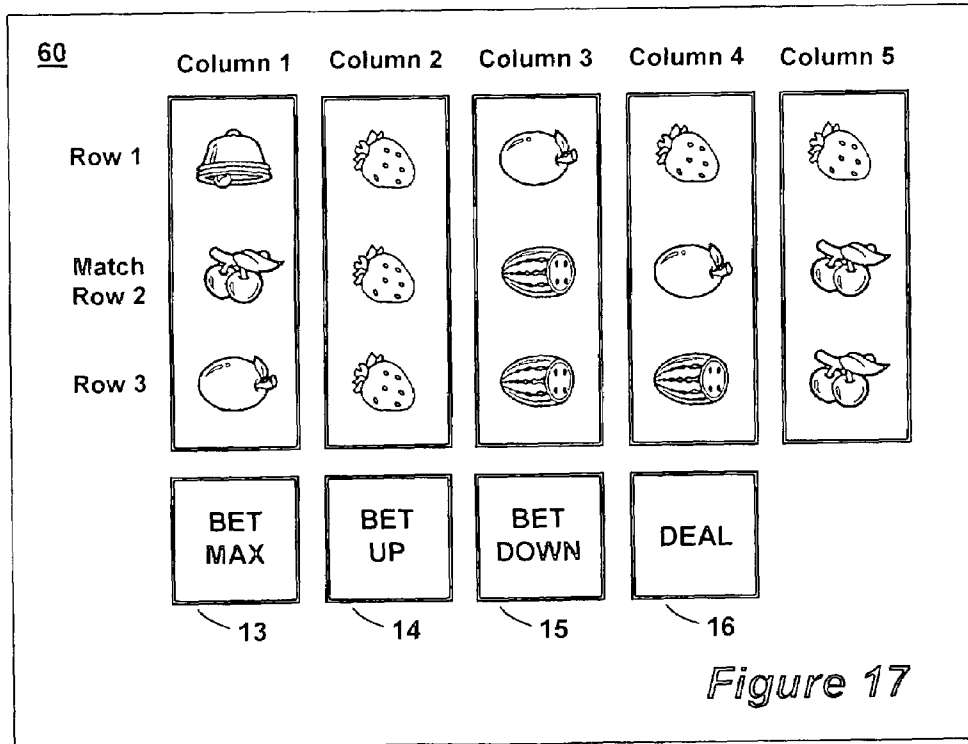 60
Column 1 Column 2 Column 3 Column 4 Column 5
Row 1
Match
Row 2
Row 3
BET
MAX
BET
UP
BET
DOWN
DEAL
13
14
15
16
Figure 17